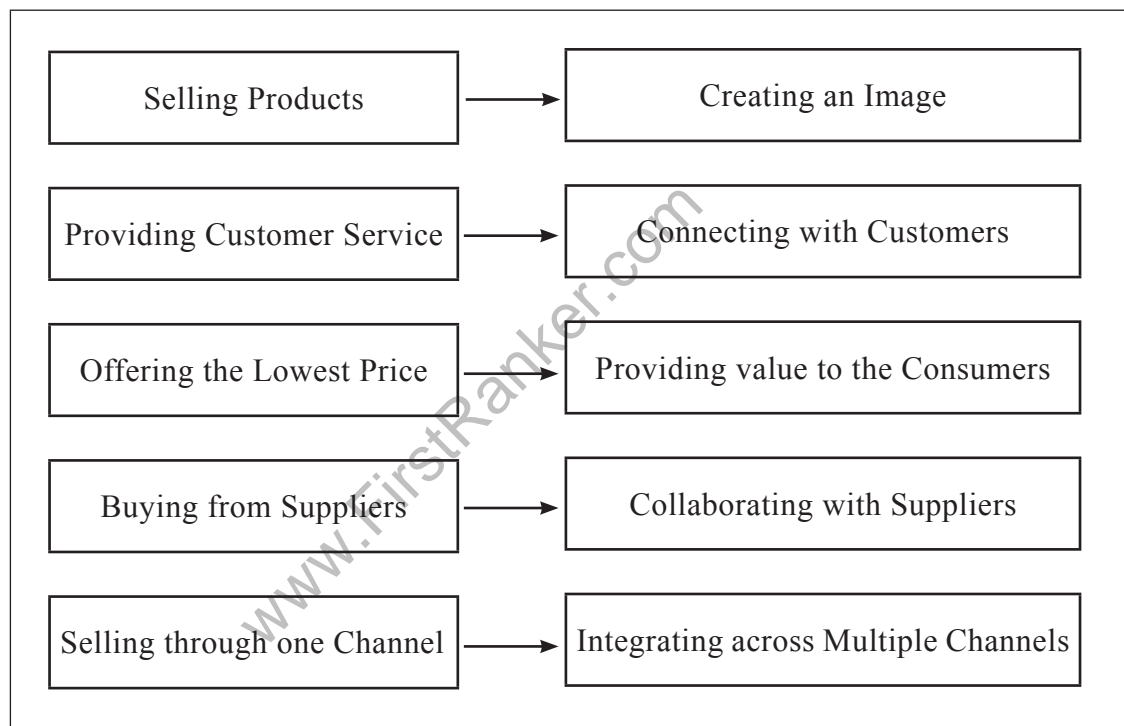 Selling Products
Creating an Image
Providing Customer Service
Connecting with Customers
Offering the Lowest Price
Providing value to the Consumers
Buying from Suppliers
Collaborating with Suppliers
Selling through one Channel
Integrating across Multiple Channels
www.FirstRanker.com